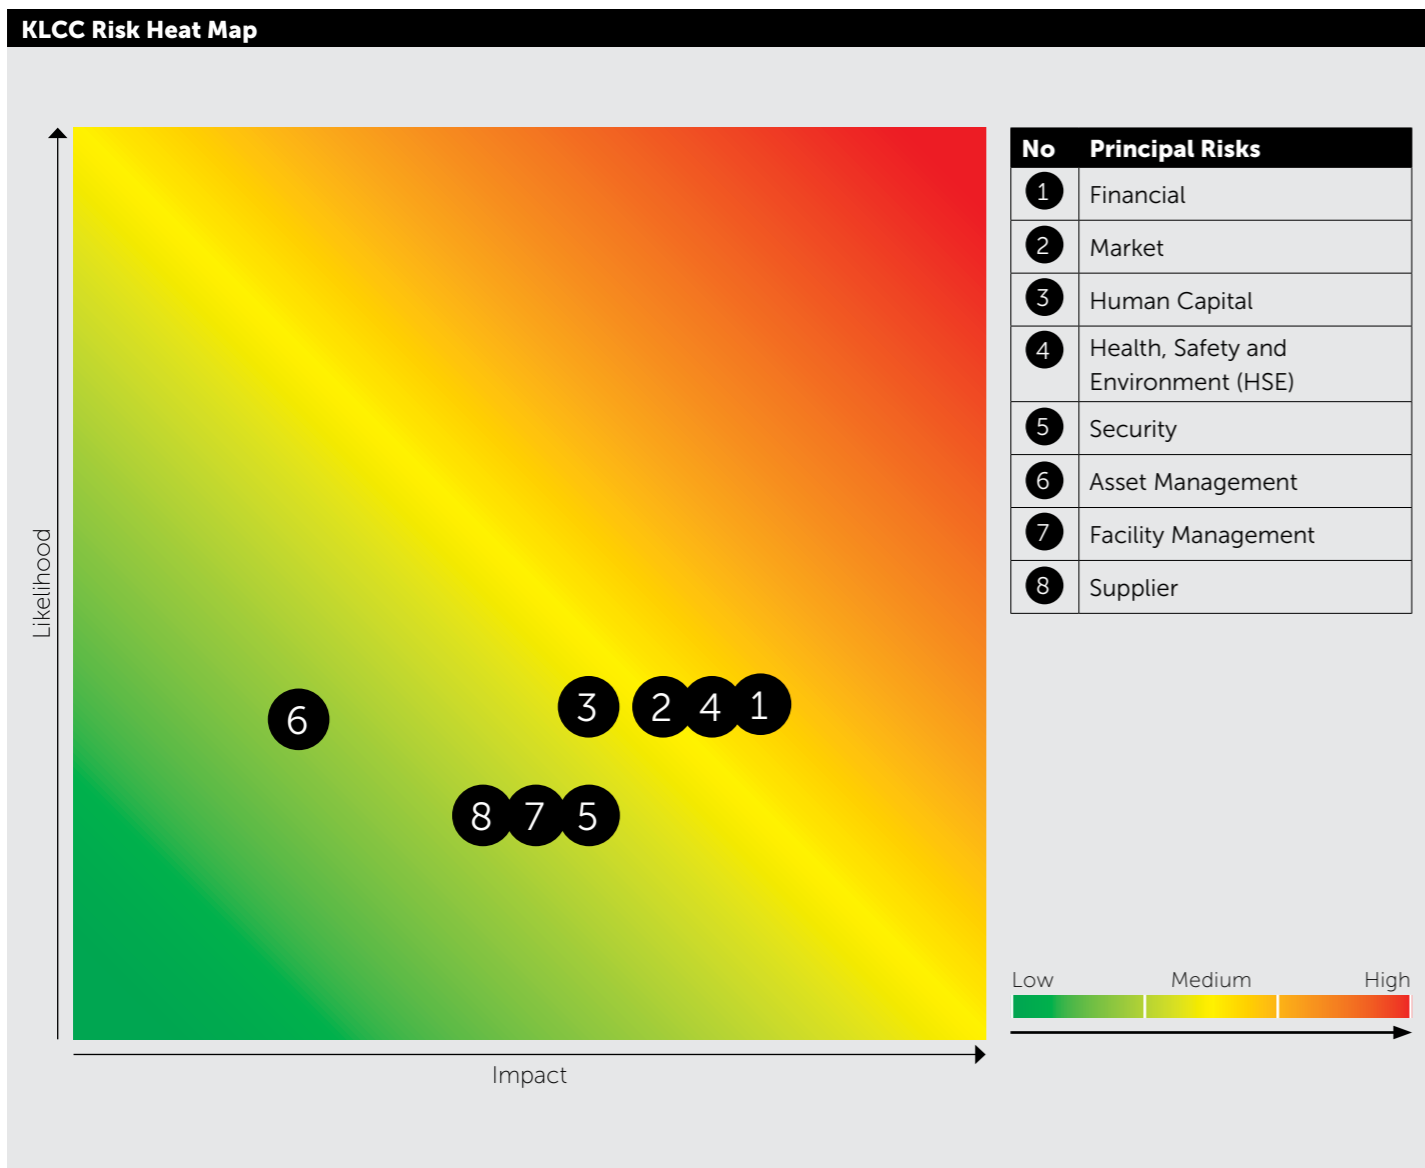 KLCC Risk Heat Map
Likelihood
6
3
2
4
1
8
7
5
Impact
No Principal Risks
1 Financial
2 Market
3 Human Capital
4 Health, Safety and
Environment (HSE)
5 Security
6 Asset Management
7 Facility Management
8 Supplier
Low Medium High